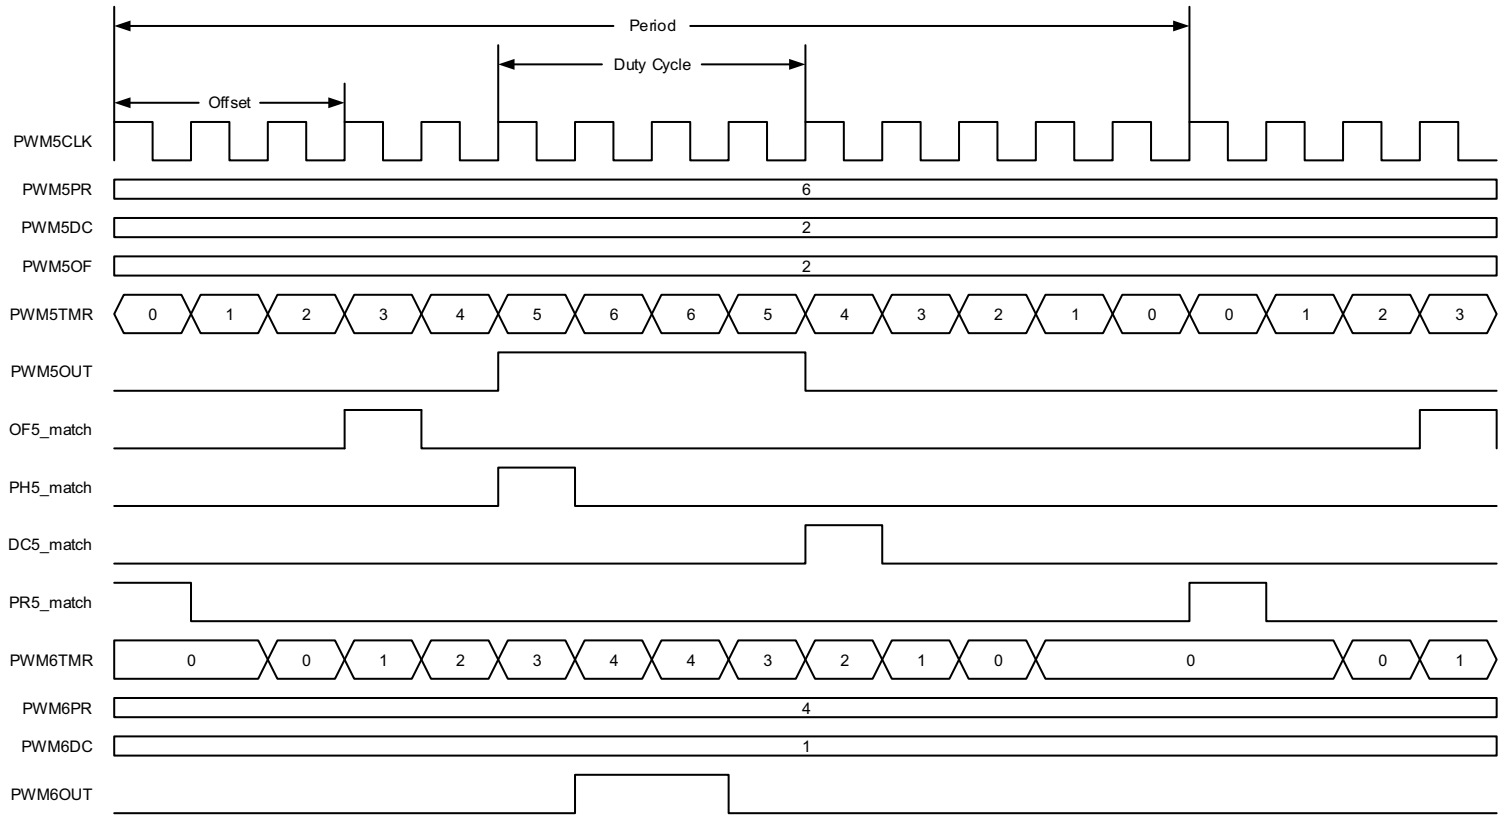 Period
Duty Cycle
Offset
PWM5CLK
PWM5PR 6
PWM5DC 2
PWM5OF 2
PWM5TMR 0 1 2 3 4 5 6 6 5 4 3 2 1 0 0 1 2 3
PWM5OUT
OF5_match
PH5_match
DC5_match
PR5_match
PWM6TMR 0 0 1 2 3 4 4 3 2 1 0 0 0 1
PWM6PR 4
PWM6DC 1
PWM6OUT